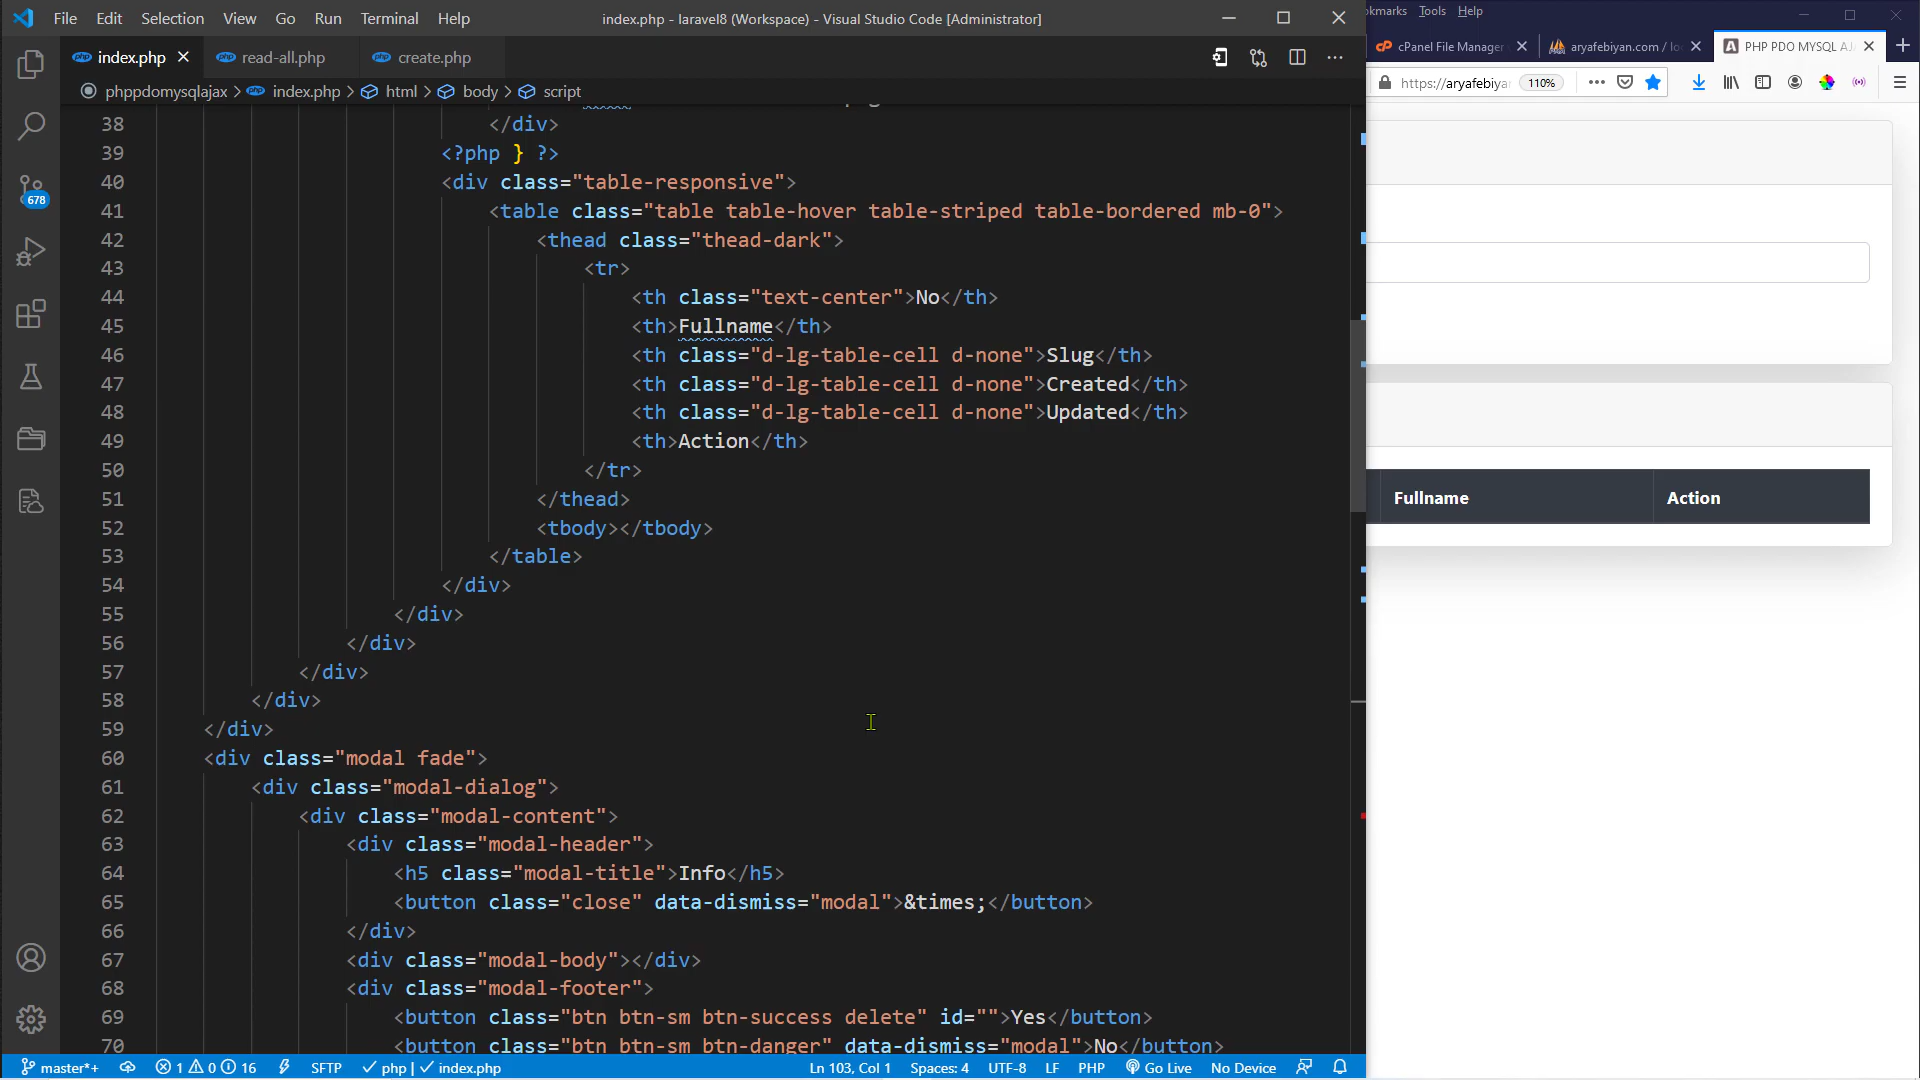 File Edit Selection View Go Run Terminal Help
index.php - laravel8 (Workspace) - Visual Studio Code [Administrator]
index.php read-all.php create.php
phppdomysqlajax > index.php > html > body > script
38 </div>
39 <?php } ?>
40 <div class="table-responsive">
41 <table class="table table-hover table-striped table-bordered mb-0">
42 <thead class="thead-dark">
43 <tr>
44 <th class="text-center">No</th>
45 <th>Fullname</th>
46 <th class="d-lg-table-cell d-none">Slug</th>
47 <th class="d-lg-table-cell d-none">Created</th>
48 <th class="d-lg-table-cell d-none">Updated</th>
49 <th>Action</th>
50 </tr>
51 </thead>
52 <tbody></tbody>
53 </table>
54 </div>
55 </div>
56 </div>
57 </div>
58 </div>
59 </div>
60 <div class="modal fade">
61 <div class="modal-dialog">
62 <div class="modal-content">
63 <div class="modal-header">
64 <h5 class="modal-title">Info</h5>
65 <button class="close" data-dismiss="modal">&times;</button>
66 </div>
67 <div class="modal-body"></div>
68 <div class="modal-footer">
69 <button class="btn btn-sm btn-success delete" id="">Yes</button>
70 <button class="btn btn-sm btn-danger" data-dismiss="modal">No</button>
678
master*+ 1 0 16 SFTP php | index.php Ln 103, Col 1 Spaces: 4 UTF-8 LF PHP Go Live No Device
okmarks Tools Help
cPanel File Manager aryafebiyan.com / lo PHP PDO MYSQL AJ
https://aryafebiyan 110%
Fullname Action